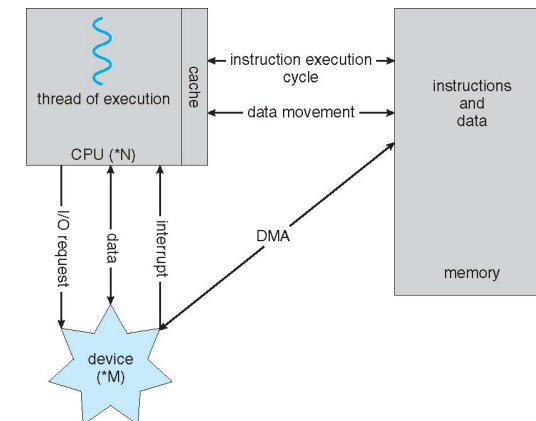 thread of execution
cache
CPU (*N)
instruction execution
cycle
data movement
instructions
and
data
memory
I/O request
data
interrupt
DMA
device
(*M)